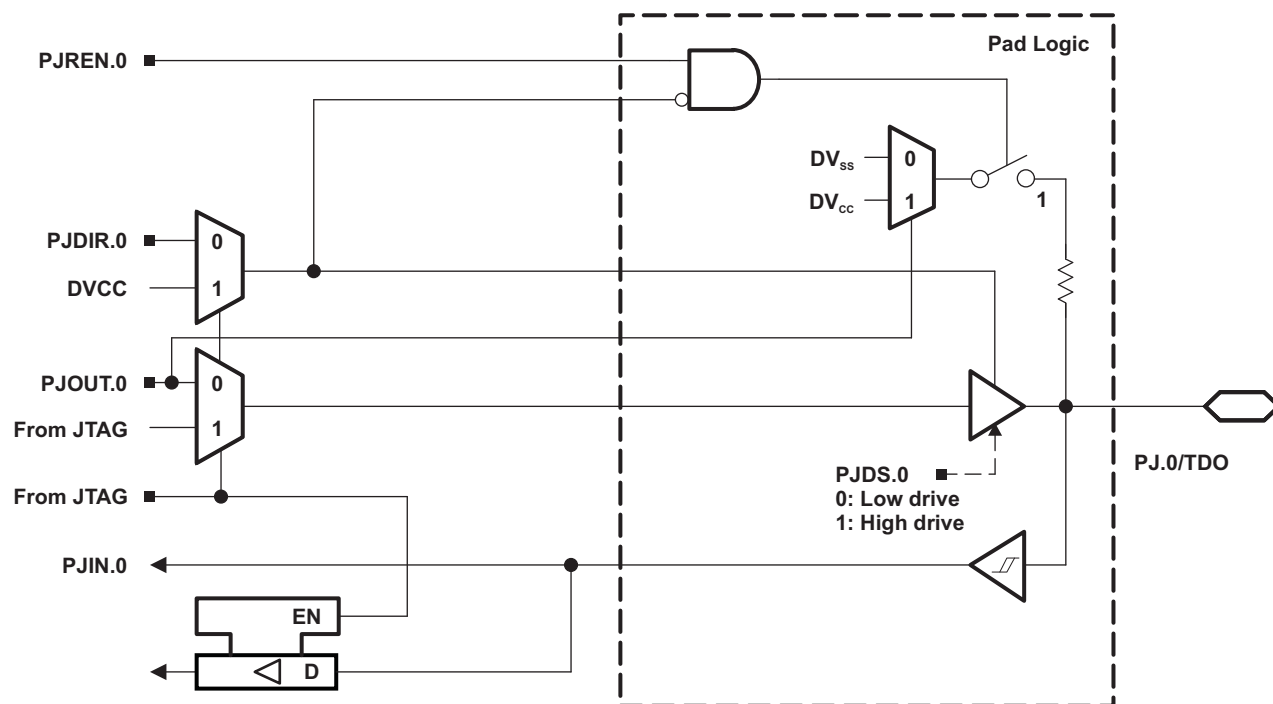 Pad Logic
PJREN.0
DVss
0
DVcc
1
1
PJDIR.0
0
DVCC
1
PJOUT.0
0
From JTAG
1
From JTAG
PJDS.0
0: Low drive
1: High drive
PJ.0/TDO
PJIN.0
EN
D